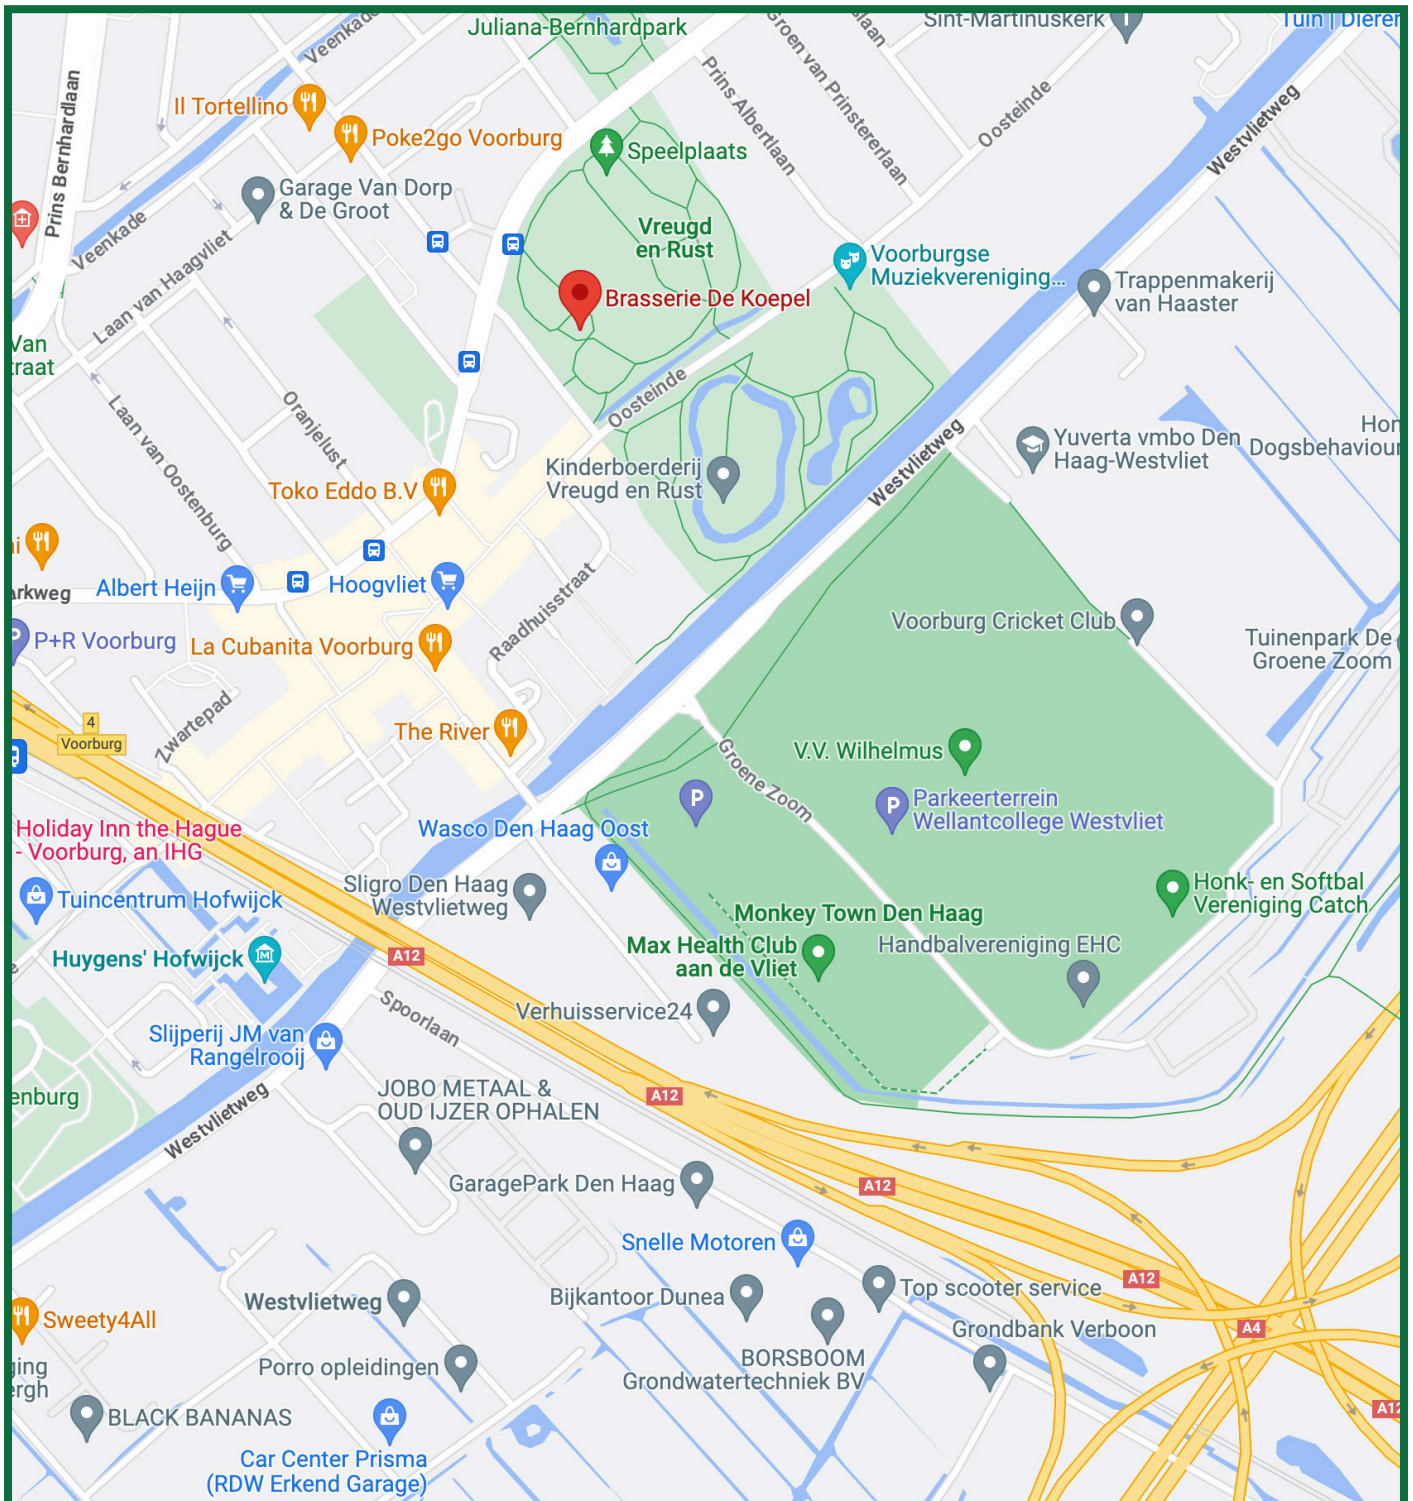 Juliana-Bernhardpark
Sint-Martinuskerk
Tuin | Dieren
Veenkade
Groen van Prinstererlaan
Prins Albertlaan
Oosteinde
Westvlietweg
Prins Bernhardlaan
Il Tortellino
Poke2go Voorburg
Speelplaats
Garage Van Dorp
& De Groot
Vreugd
en Rust
Veenkade
Laan van Haagvliet
Voorburgse
Muziekvereniging...
Trappenmakerij
van Haaster
Brasserie De Koepel
Van
traat
Oosteinde
Oranjelust
Laan van Oostenburg
Westvlietweg
Yuverta vmbo Den
Haag-Westvliet
Hon
Dogsbehaviour
Kinderboerderij
Vreugd en Rust
Toko Eddo B.V
Albert Heijn
Hoogvliet
arkweg
Raadhuisstraat
Voorburg Cricket Club
P+R Voorburg
La Cubanita Voorburg
Tuinenpark De
Groene Zoom
Zwartepad
4
Voorburg
The River
Groene Zoom
V.V. Wilhelmus
P
P
Parkeerterrein
Wellantcollege Westvliet
Holiday Inn the Hague
- Voorburg, an IHG
Wasco Den Haag Oost
Tuincentrum Hofwijck
Sligro Den Haag
Westvlietweg
Honk- en Softbal
Vereniging Catch
Monkey Town Den Haag
Max Health Club
aan de Vliet
Handbalvereniging EHC
A12
Huygens' Hofwijck
Spoorlaan
Verhuisservice24
Slijperij JM van
Rangelrooij
enburg
Westvlietweg
JOBO METAAL &
OUD IJZER OPHALEN
A12
GaragePark Den Haag
A12
Snelle Motoren
Bijkantoor Dunea
Top scooter service
A12
Westvlietweg
Sweety4All
Grondbank Verboon
A4
BORSBOOM
Grondwatertechniek BV
Porro opleidingen
ging
ergh
BLACK BANANAS
A12
Car Center Prisma
(RDW Erkend Garage)